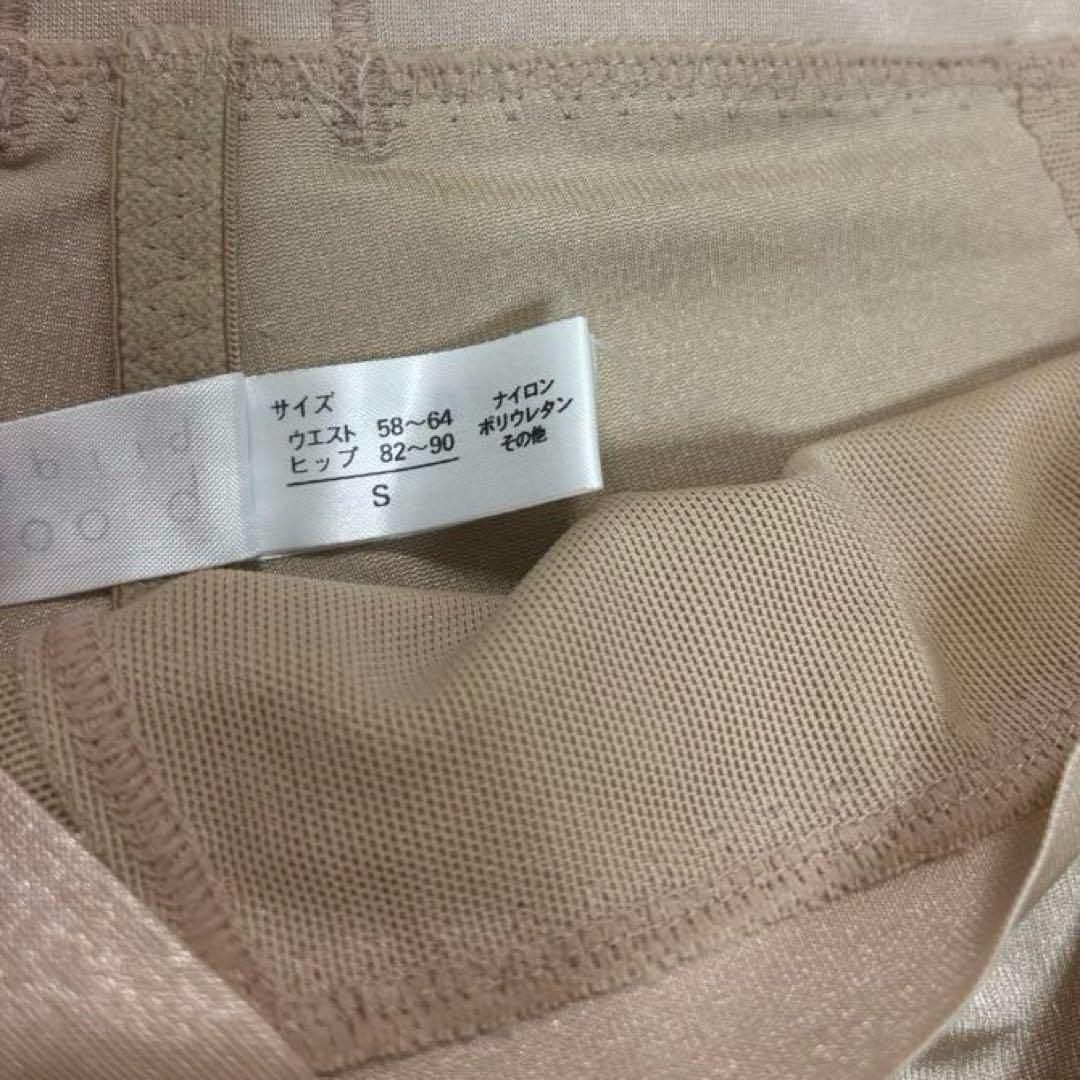 サイズ
ウエスト 58～64
ヒップ 82～90
S
ナイロン
ポリウレタン
その他